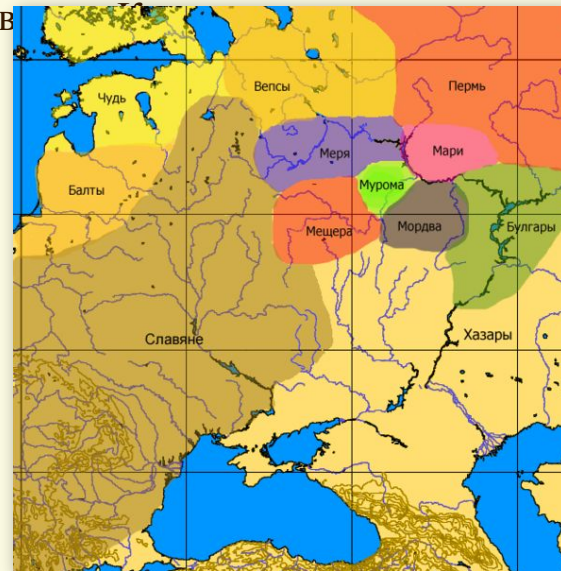 В
Чудь
Вепсы
Пермь
Меря
Мари
Балты
Мурома
Мещера
Мордва
Булгары
Славяне
Хазары